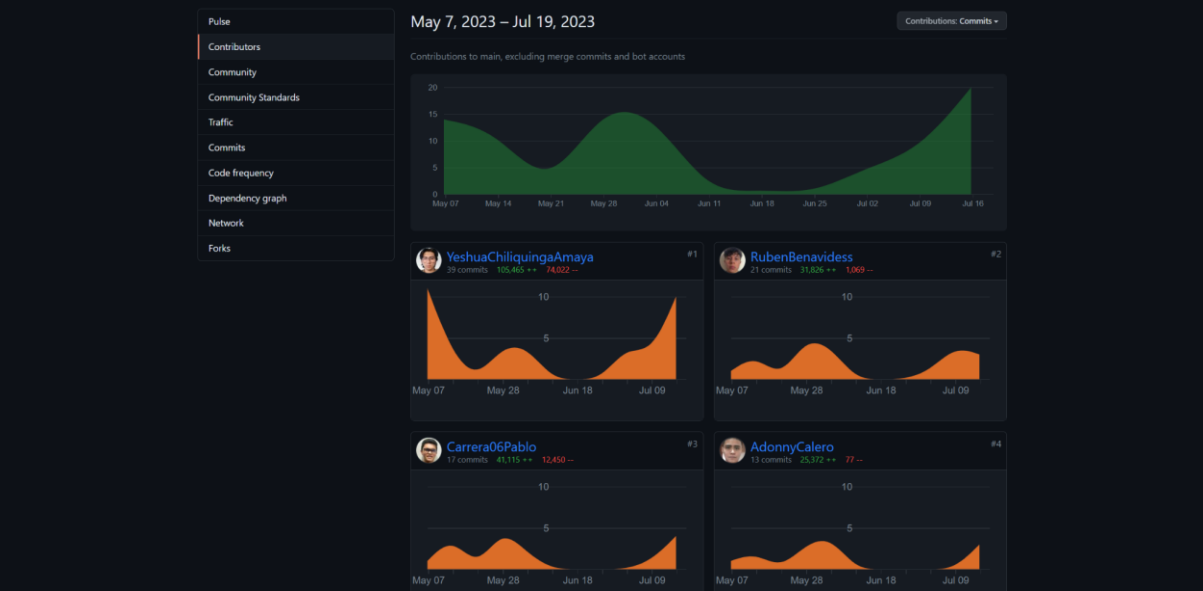 Pulse
Contributors
Community
Community Standards
Traffic
Commits
Code frequency
Dependency graph
Network
Forks
May 7, 2023 – Jul 19, 2023
Contributions: Commits
Contributions to main, excluding merge commits and bot accounts
20
15
10
5
0
May 07 May 14 May 21 May 28 Jun 04 Jun 11 Jun 18 Jun 25 Jul 02 Jul 09 Jul 16
YeshuaChiliquingaAmaya #1
39 commits 105,465 ++ 74,022 --
10
5
May 07 May 28 Jun 18 Jul 09
RubenBenavidess #2
21 commits 31,826 ++ 1,069 --
10
5
May 07 May 28 Jun 18 Jul 09
Carrera06Pablo #3
17 commits 41,115 ++ 12,450 --
10
5
May 07 May 28 Jun 18 Jul 09
AdonnyCalero #4
13 commits 25,372 ++ 77 --
10
5
May 07 May 28 Jun 18 Jul 09